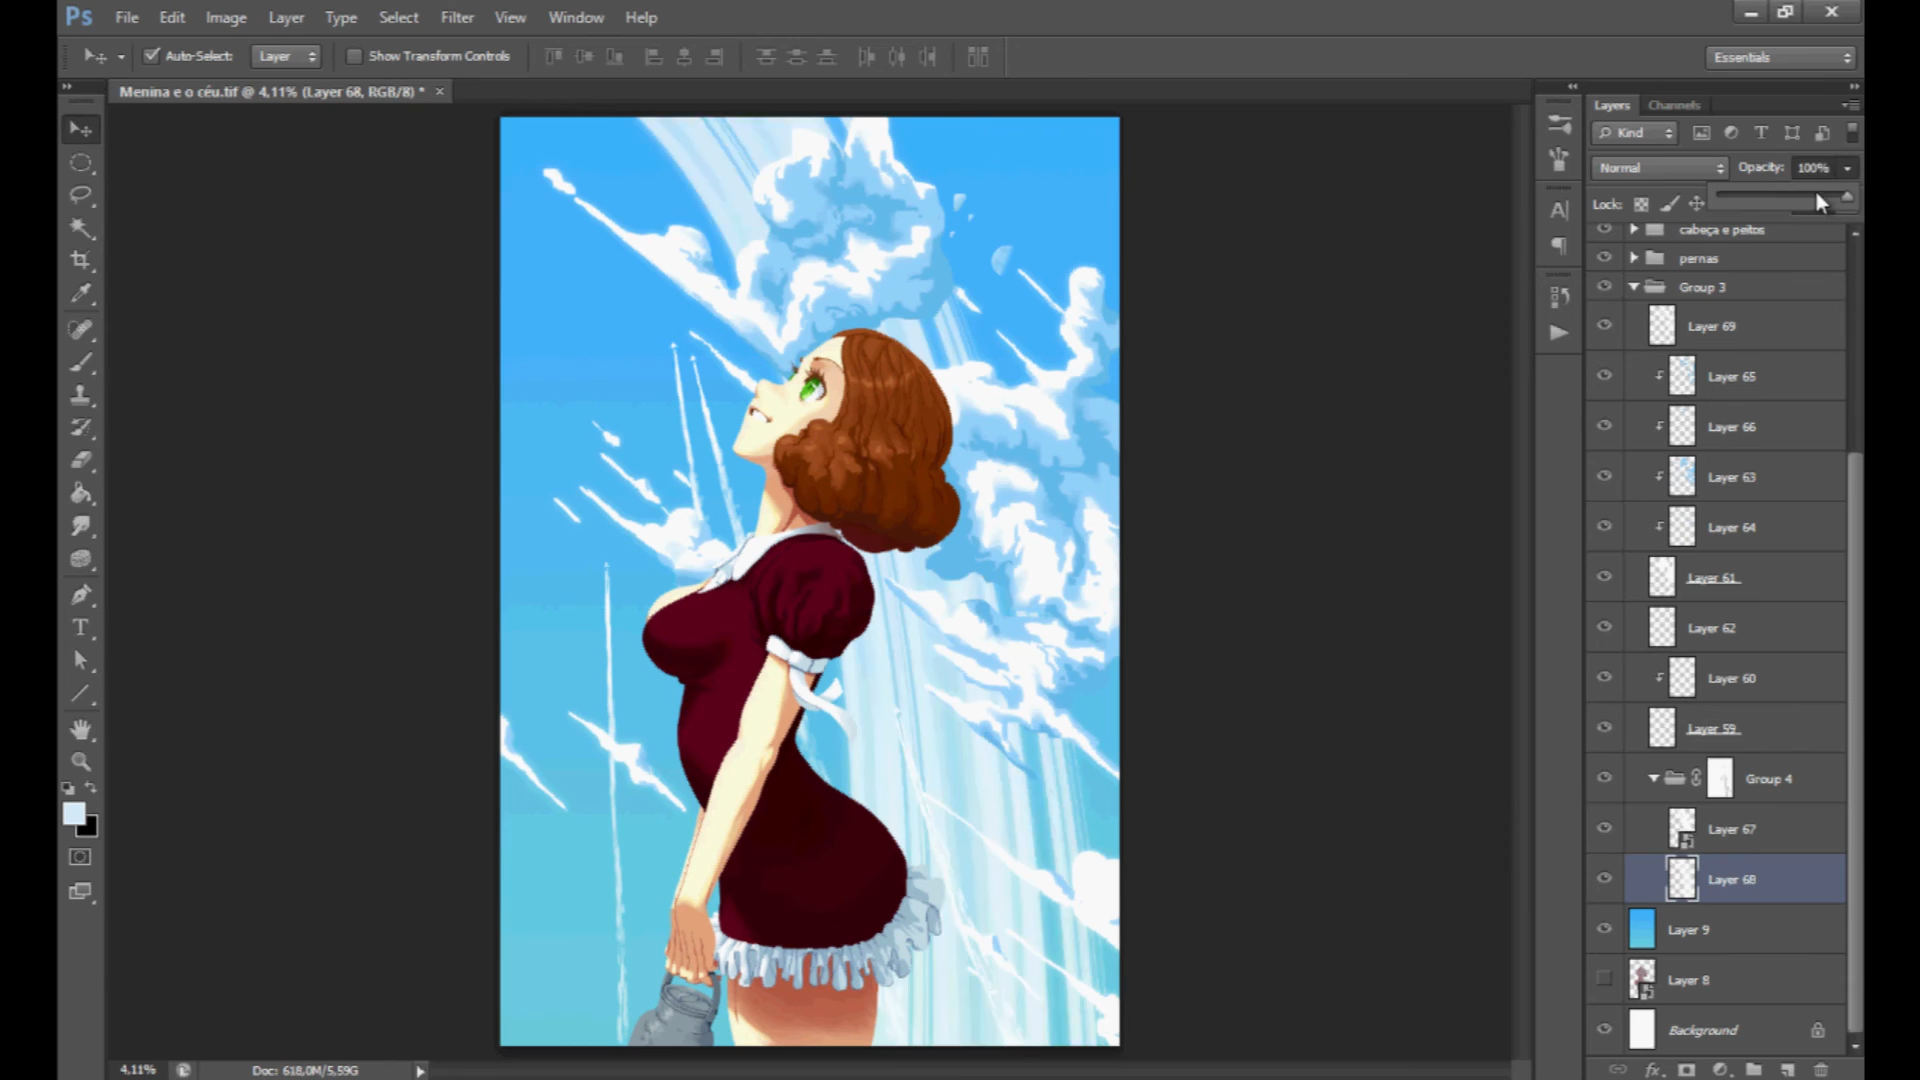 Ps File Edit Image Layer Type Select Filter View Window Help
Auto-Select: Layer Show Transform Controls Essentials
Menina e o céu.tif @ 4,11% (Layer 68, RGB/8) * ×
Layers Channels
Kind
Normal Opacity: 100%
Lock:
cabeça e peitos
pernas
Group 3
Layer 69
Layer 65
Layer 66
Layer 63
Layer 64
Layer 61
Layer 62
Layer 60
Layer 59
Group 4
Layer 67
Layer 68
Layer 9
Layer 8
Background
4,11% Doc: 618,0M/5,59G